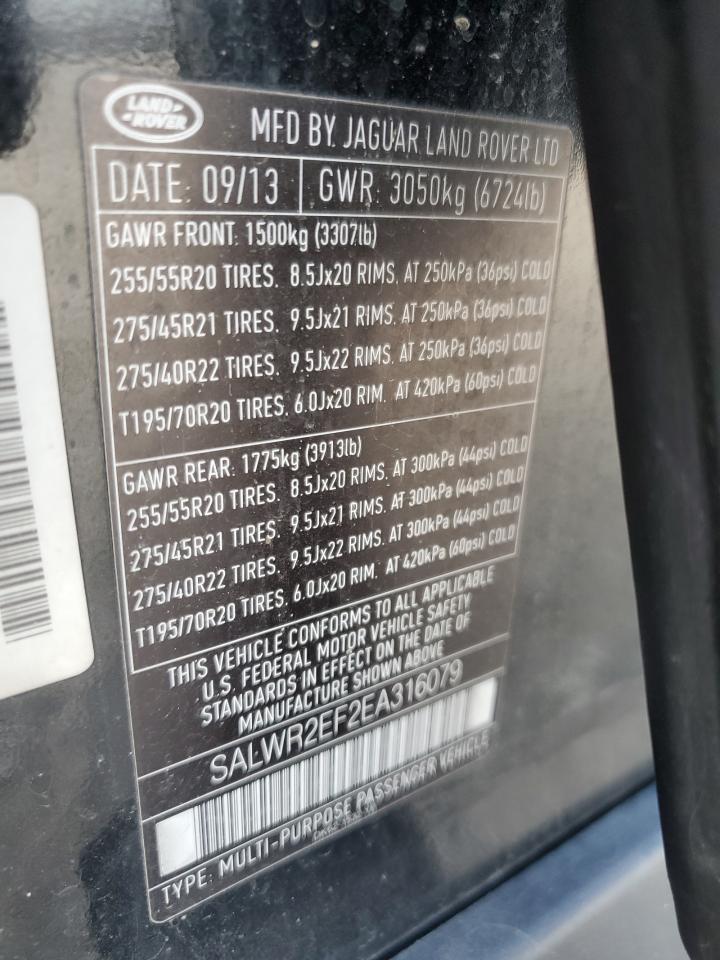 LAND-
-ROVER
MFD BY JAGUAR LAND ROVER LTD
DATE: 09/13 GWR: 3050kg (6724lb)
GAWR FRONT: 1500kg (3307lb)
255/55R20 TIRES. 8.5Jx20 RIMS. AT 250kPa (36psi) COLD
275/45R21 TIRES. 9.5Jx21 RIMS. AT 250kPa (36psi) COLD
275/40R22 TIRES. 9.5Jx22 RIMS. AT 250kPa (36psi) COLD
T195/70R20 TIRES. 6.0Jx20 RIM. AT 420kPa (60psi) COLD
GAWR REAR: 1775kg (3913lb)
255/55R20 TIRES. 8.5Jx20 RIMS. AT 300kPa (44psi) COLD
275/45R21 TIRES. 9.5Jx21 RIMS. AT 300kPa (44psi) COLD
275/40R22 TIRES. 9.5Jx22 RIMS. AT 300kPa (44psi) COLD
T195/70R20 TIRES. 6.0Jx20 RIM. AT 420kPa (60psi) COLD
THIS VEHICLE CONFORMS TO ALL APPLICABLE
U.S. FEDERAL MOTOR VEHICLE SAFETY
STANDARDS IN EFFECT ON THE DATE OF
MANUFACTURE SHOWN ABOVE
SALWR2EF2EA316079
TYPE: MULTI-PURPOSE PASSENGER VEHICLE